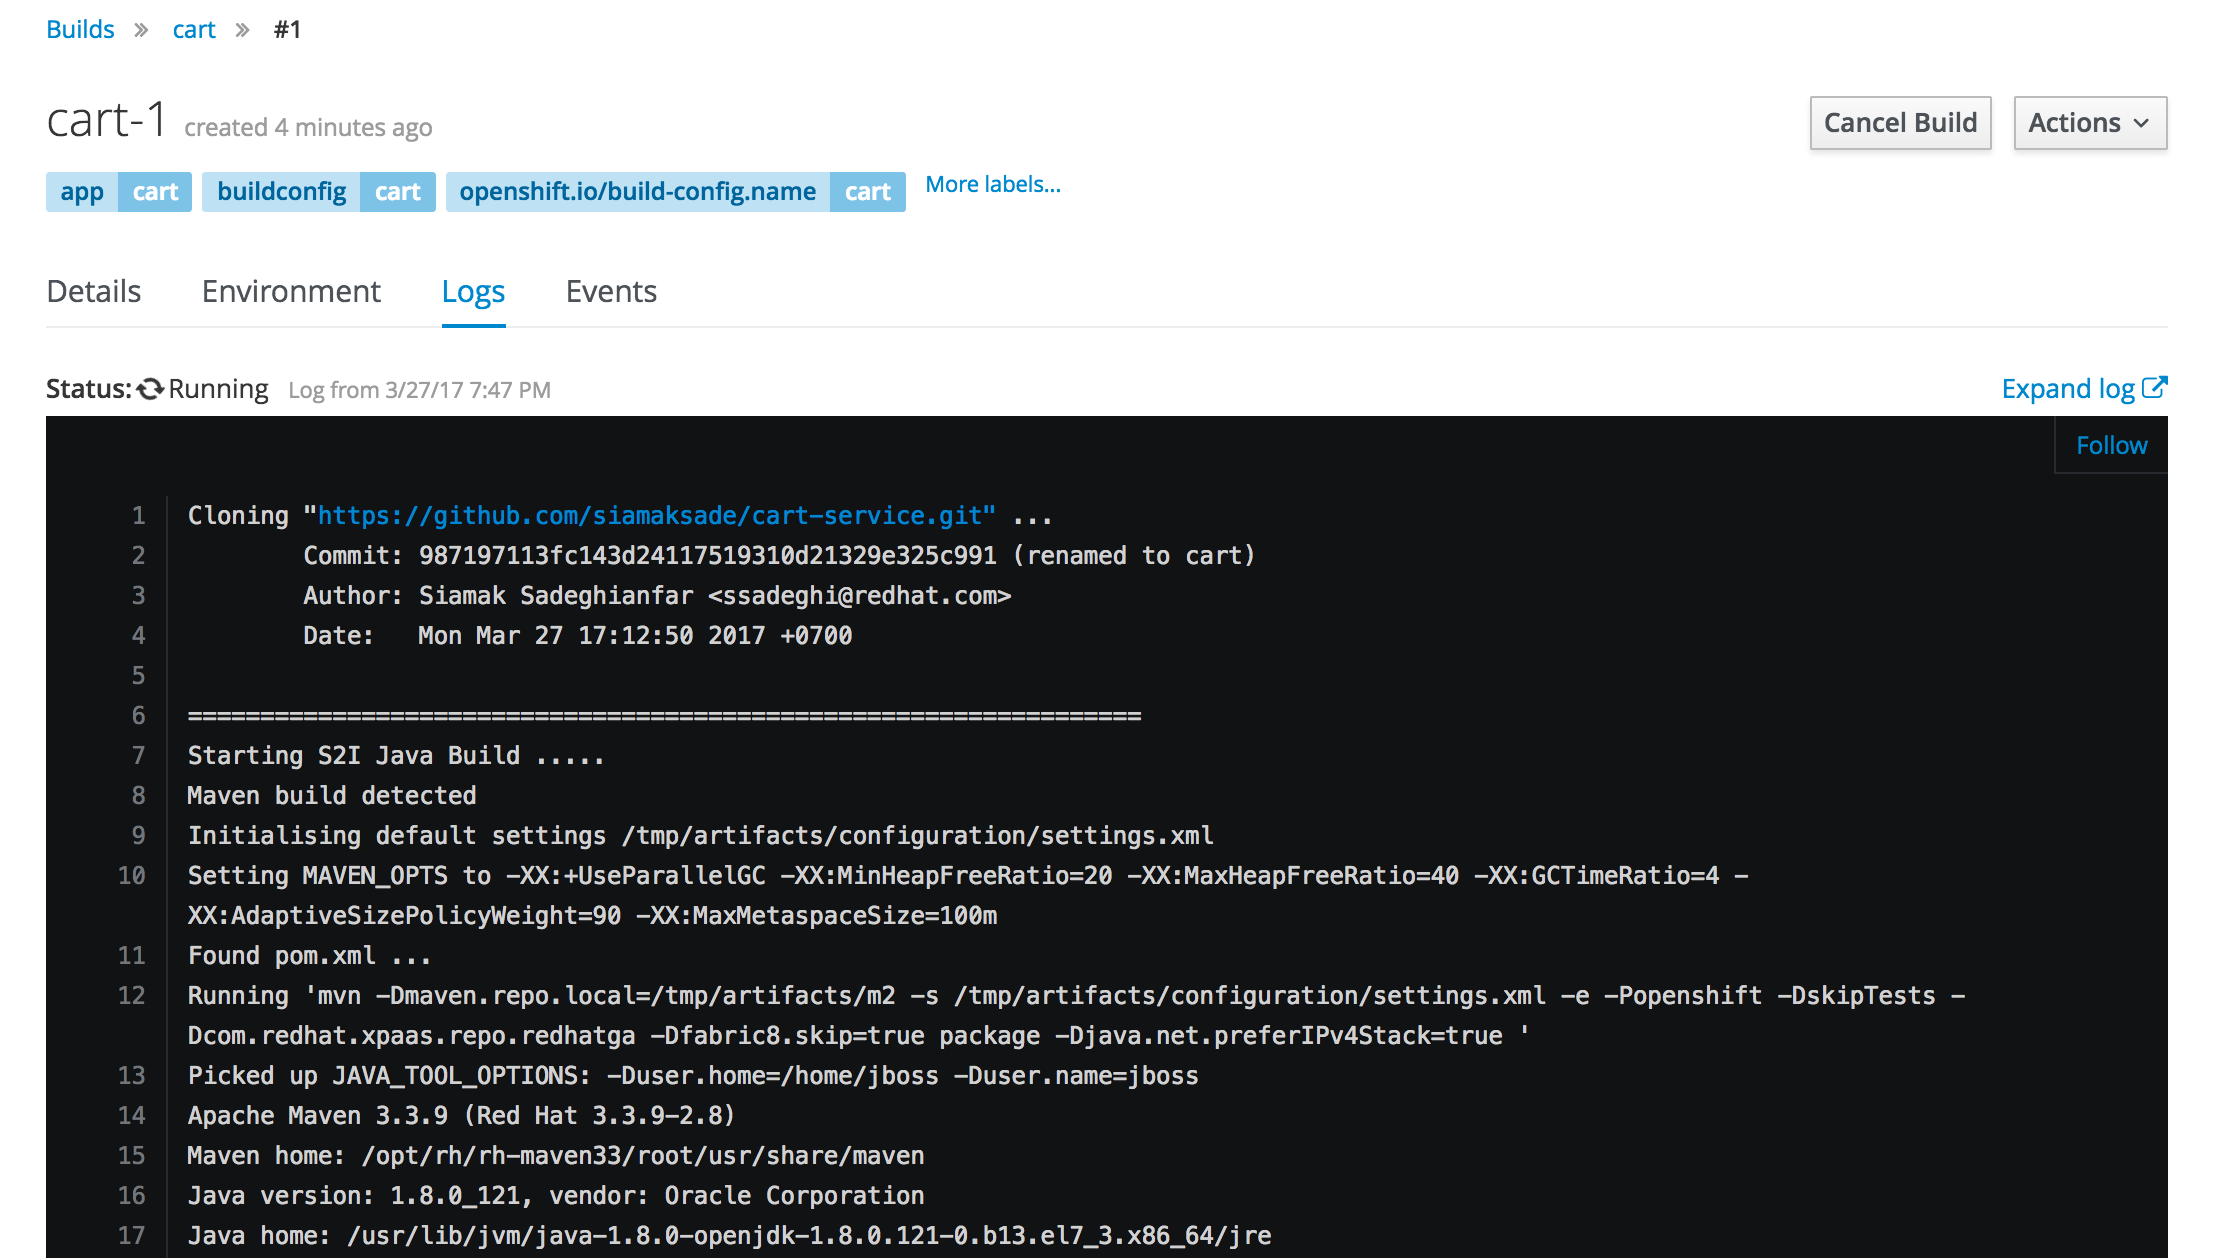 Builds » cart » #1
cart-1 created 4 minutes ago
Cancel Build
Actions
app cart buildconfig cart openshift.io/build-config.name cart More labels...
Details Environment Logs Events
Status: Running Log from 3/27/17 7:47 PM
Expand log
Follow
1 Cloning "https://github.com/siamaksade/cart-service.git" ...
2 Commit: 987197113fc143d24117519310d21329e325c991 (renamed to cart)
3 Author: Siamak Sadeghianfar <ssadeghi@redhat.com>
4 Date: Mon Mar 27 17:12:50 2017 +0700
5
6 ==================================================================
7 Starting S2I Java Build .....
8 Maven build detected
9 Initialising default settings /tmp/artifacts/configuration/settings.xml
10 Setting MAVEN_OPTS to -XX:+UseParallelGC -XX:MinHeapFreeRatio=20 -XX:MaxHeapFreeRatio=40 -XX:GCTimeRatio=4 -
XX:AdaptiveSizePolicyWeight=90 -XX:MaxMetaspaceSize=100m
11 Found pom.xml ...
12 Running 'mvn -Dmaven.repo.local=/tmp/artifacts/m2 -s /tmp/artifacts/configuration/settings.xml -e -Popenshift -DskipTests -
Dcom.redhat.xpaas.repo.redhatga -Dfabric8.skip=true package -Djava.net.preferIPv4Stack=true '
13 Picked up JAVA_TOOL_OPTIONS: -Duser.home=/home/jboss -Duser.name=jboss
14 Apache Maven 3.3.9 (Red Hat 3.3.9-2.8)
15 Maven home: /opt/rh/rh-maven33/root/usr/share/maven
16 Java version: 1.8.0_121, vendor: Oracle Corporation
17 Java home: /usr/lib/jvm/java-1.8.0-openjdk-1.8.0.121-0.b13.el7_3.x86_64/jre